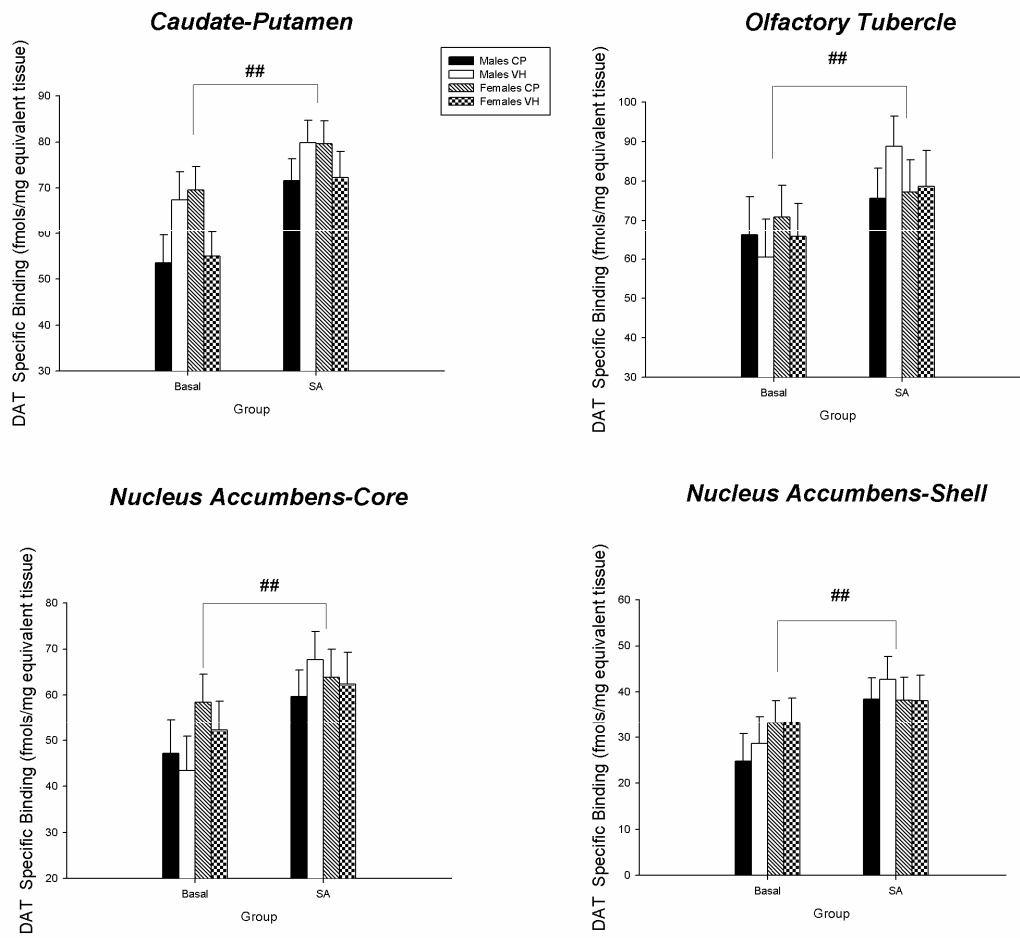 Caudate-Putamen
##
Males CP
Males VH
Females CP
Females VH
DAT Specific Binding (fmols/mg equivalent tissue)
90
80
70
60
50
40
30
Basal
SA
Group
Olfactory Tubercle
##
DAT Specific Binding (fmols/mg equivalent tissue)
100
90
80
70
60
50
40
30
Basal
SA
Group
Nucleus Accumbens-Core
##
DAT Specific Binding (fmols/mg equivalent tissue)
80
70
60
50
40
30
20
Basal
SA
Group
Nucleus Accumbens-Shell
##
DAT Specific Binding (fmols/mg equivalent tissue)
60
50
40
30
20
10
0
Basal
SA
Group